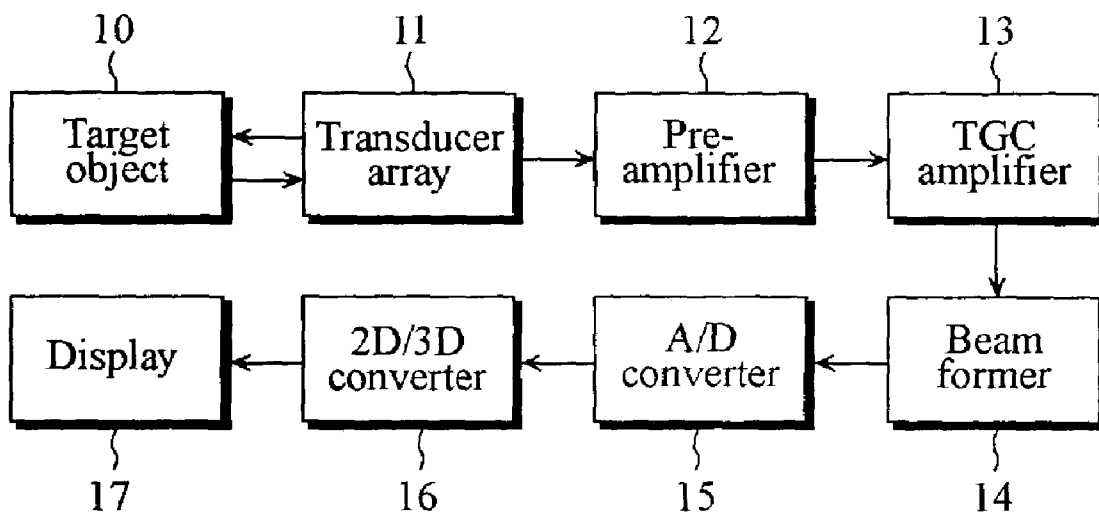 10
11
12
13
Target
object
Transducer
array
Pre-
amplifier
TGC
amplifier
Display
2D/3D
converter
A/D
converter
Beam
former
17
16
15
14